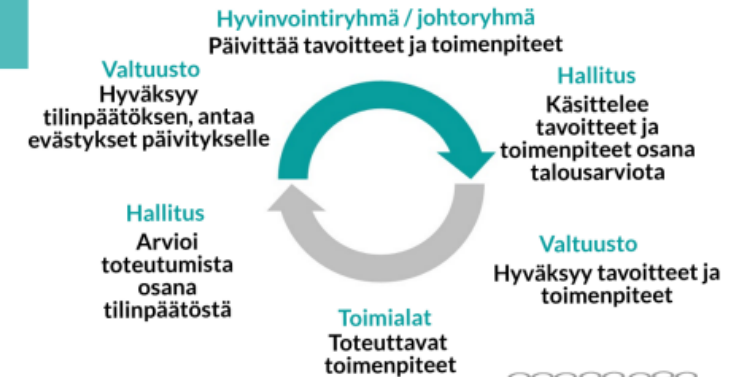 Hyvinvointiryhmä / johtoryhmä
Päivittää tavoitteet ja toimenpiteet
Hallitus
Käsittelee
tavoitteet ja
toimenpiteet osana
talousarviota
Valtuusto
Hyväksyy tavoitteet ja
toimenpiteet
Toimialat
Toteuttavat
toimenpiteet
Hallitus
Arvioi
toteutumista
osana
tilinpäätöstä
Valtuusto
Hyväksyy
tilinpäätöksen, antaa
evästykset päivitykselle